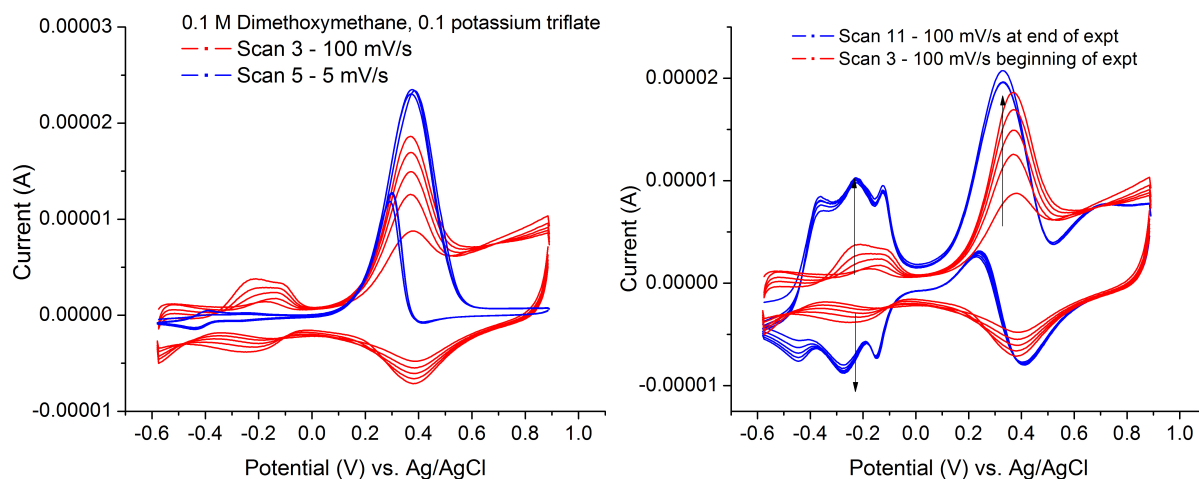 0.1 M Dimethoxymethane, 0.1 potassium triflate
Scan 3 - 100 mV/s
Scan 5 - 5 mV/s
0.00003
0.00002
0.00001
0.00000
-0.00001
Current (A)
-0.6 -0.4 -0.2 0.0 0.2 0.4 0.6 0.8 1.0
Potential (V) vs. Ag/AgCl
Scan 11 - 100 mV/s at end of expt
Scan 3 - 100 mV/s beginning of expt
0.00002
0.00001
0.00000
-0.00001
Current (A)
-0.6 -0.4 -0.2 0.0 0.2 0.4 0.6 0.8 1.0
Potential (V) vs. Ag/AgCl